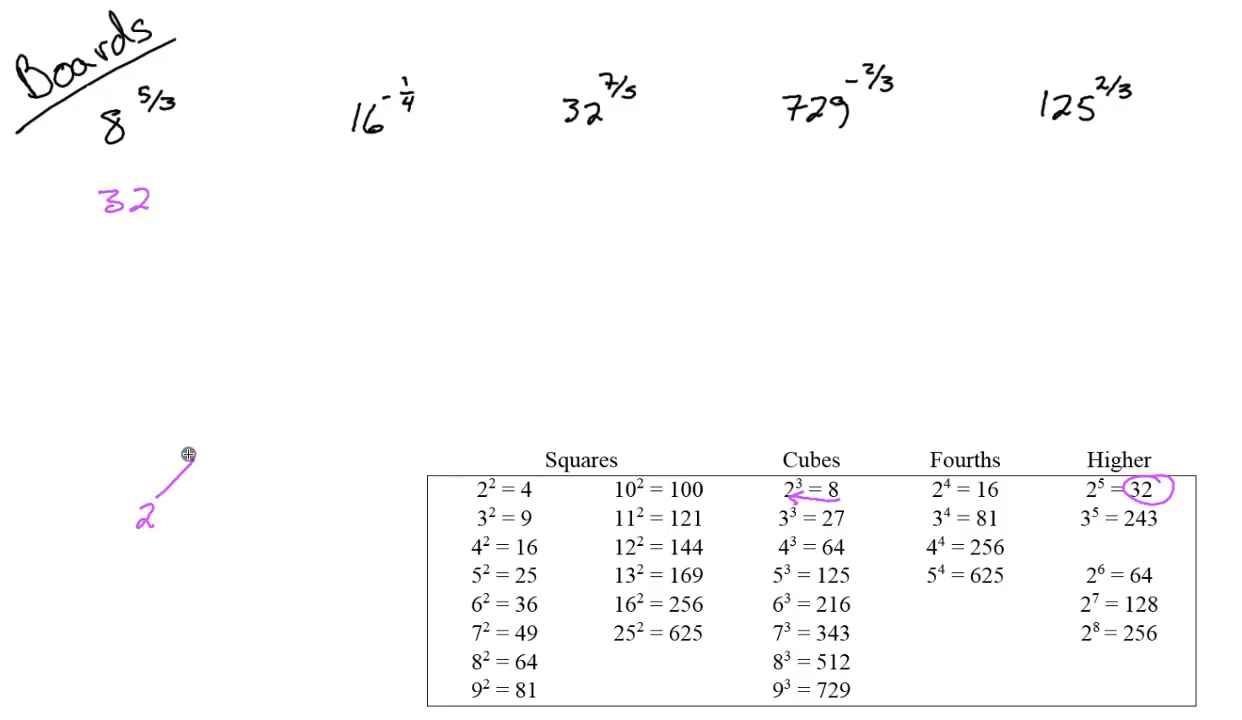 Boards
8^{5/3} 16^{-1/4} 32^{7/5} 729^{-2/3} 125^{2/3}
32
2
Squares Cubes Fourths Higher
2² = 4 10² = 100 2³ = 8 2⁴ = 16 2⁵ = 32
3² = 9 11² = 121 3³ = 27 3⁴ = 81 3⁵ = 243
4² = 16 12² = 144 4³ = 64 4⁴ = 256
5² = 25 13² = 169 5³ = 125 5⁴ = 625 2⁶ = 64
6² = 36 16² = 256 6³ = 216 2⁷ = 128
7² = 49 25² = 625 7³ = 343 2⁸ = 256
8² = 64 8³ = 512
9² = 81 9³ = 729